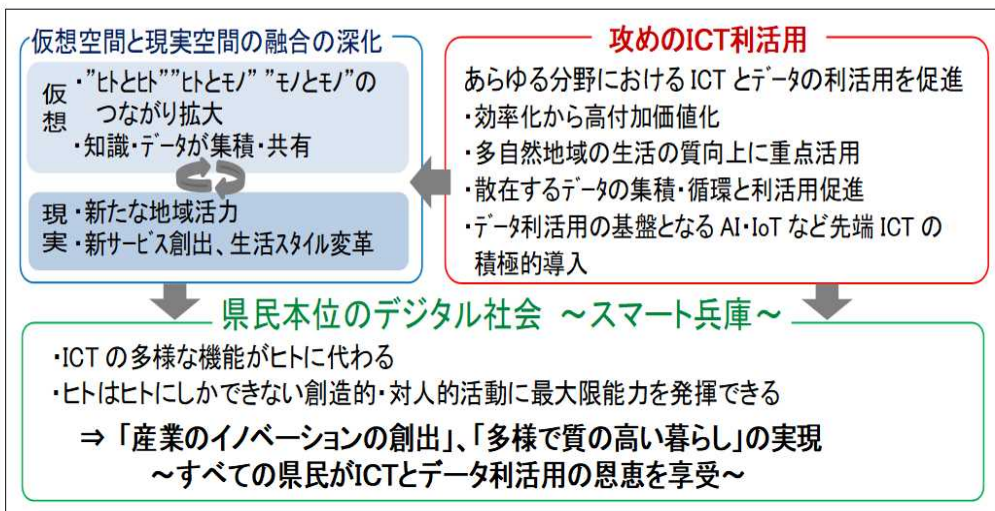 仮想空間と現実空間の融合の深化
仮想
・”ﾋﾄとﾋﾄ””ﾋﾄとﾓﾉ” ”ﾓﾉとﾓﾉ”の
つながり拡大
・知識・ﾃﾞｰﾀが集積・共有
現実
・新たな地域活力
・新サービス創出、生活スタイル変革
攻めのICT利活用
あらゆる分野における ICT とﾃﾞｰﾀの利活用を促進
・効率化から高付加価値化
・多自然地域の生活の質向上に重点活用
・散在するデータの集積・循環と利活用促進
・ﾃﾞｰﾀ利活用の基盤となる AI・IoT など先端 ICT の
積極的導入
県民本位のデジタル社会 ～スマート兵庫～
・ICT の多様な機能がヒトに代わる
・ヒトはヒトにしかできない創造的・対人的活動に最大限能力を発揮できる
⇒ 「産業のイノベーションの創出」、「多様で質の高い暮らし」の実現
～すべての県民がICTとデータ利活用の恩恵を享受～